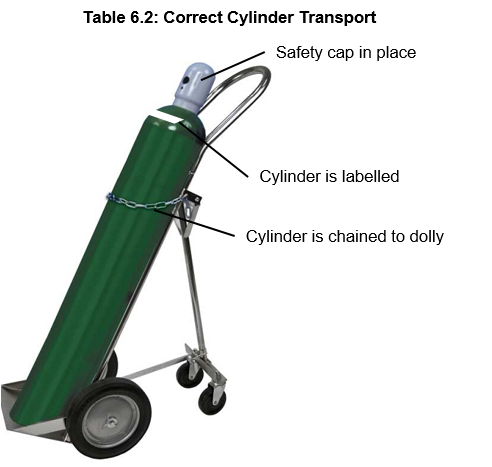 Table 6.2: Correct Cylinder Transport
Safety cap in place
Cylinder is labelled
Cylinder is chained to dolly